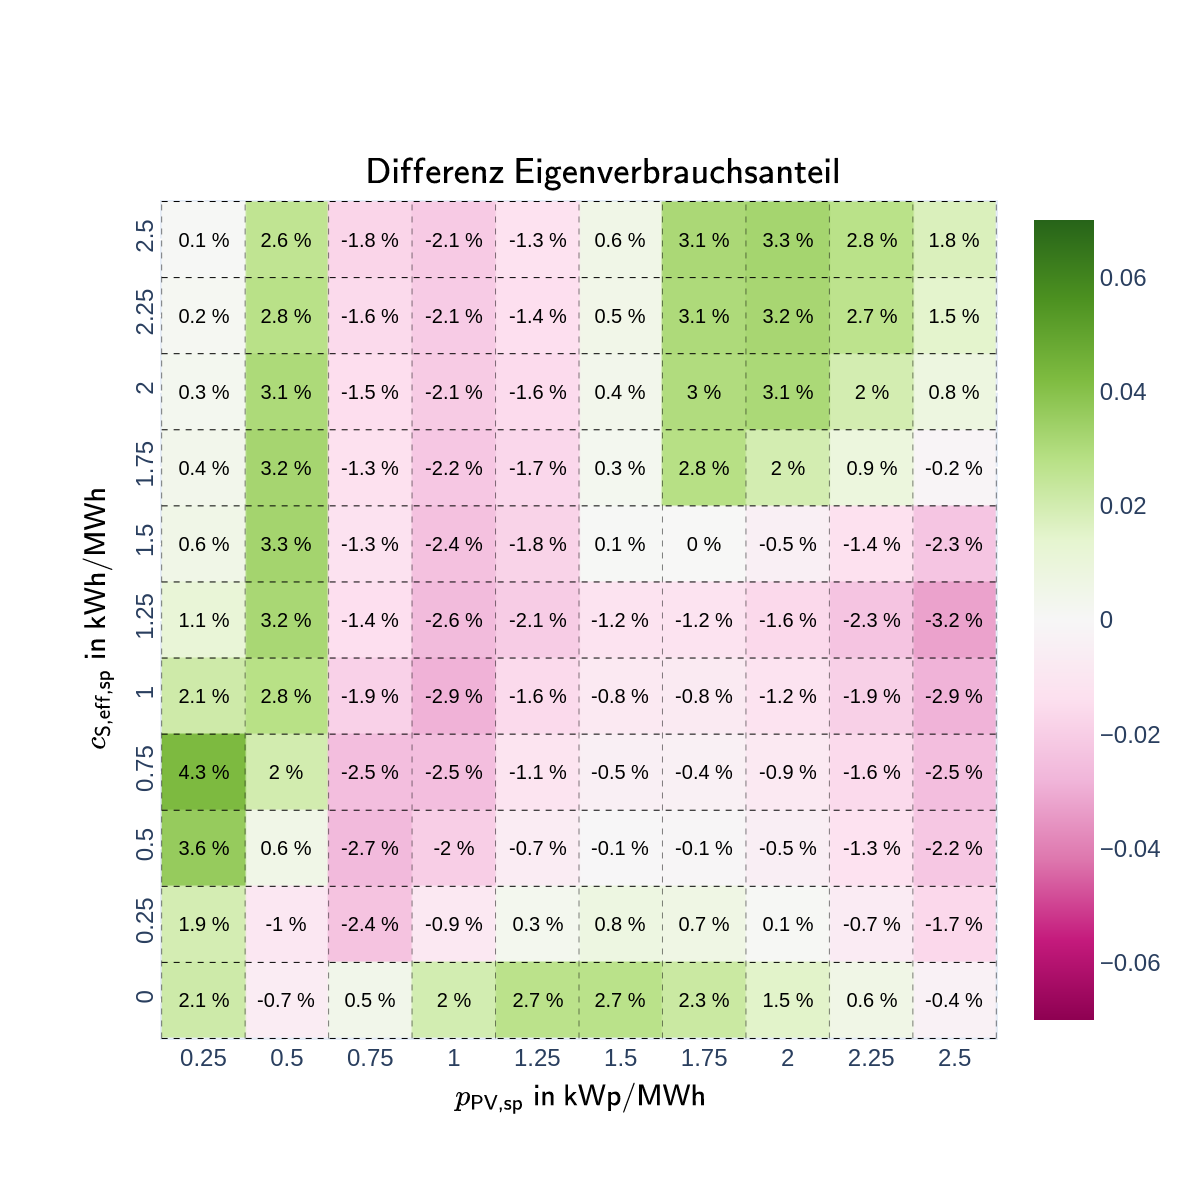 Differenz Eigenverbrauchsanteil
2.5 0.1 % 2.6 % -1.8 % -2.1 % -1.3 % 0.6 % 3.1 % 3.3 % 2.8 % 1.8 %
2.25 0.2 % 2.8 % -1.6 % -2.1 % -1.4 % 0.5 % 3.1 % 3.2 % 2.7 % 1.5 %
2 0.3 % 3.1 % -1.5 % -2.1 % -1.6 % 0.4 % 3 % 3.1 % 2 % 0.8 %
1.75 0.4 % 3.2 % -1.3 % -2.2 % -1.7 % 0.3 % 2.8 % 2 % 0.9 % -0.2 %
1.5 0.6 % 3.3 % -1.3 % -2.4 % -1.8 % 0.1 % 0 % -0.5 % -1.4 % -2.3 %
1.25 1.1 % 3.2 % -1.4 % -2.6 % -2.1 % -1.2 % -1.2 % -1.6 % -2.3 % -3.2 %
1 2.1 % 2.8 % -1.9 % -2.9 % -1.6 % -0.8 % -0.8 % -1.2 % -1.9 % -2.9 %
0.75 4.3 % 2 % -2.5 % -2.5 % -1.1 % -0.5 % -0.4 % -0.9 % -1.6 % -2.5 %
0.5 3.6 % 0.6 % -2.7 % -2 % -0.7 % -0.1 % -0.1 % -0.5 % -1.3 % -2.2 %
0.25 1.9 % -1 % -2.4 % -0.9 % 0.3 % 0.8 % 0.7 % 0.1 % -0.7 % -1.7 %
0 2.1 % -0.7 % 0.5 % 2 % 2.7 % 2.7 % 2.3 % 1.5 % 0.6 % -0.4 %
0.25 0.5 0.75 1 1.25 1.5 1.75 2 2.25 2.5
p_PV,sp in kWp/MWh
c_S,eff,sp in kWh/MWh
0.06
0.04
0.02
0
−0.02
−0.04
−0.06